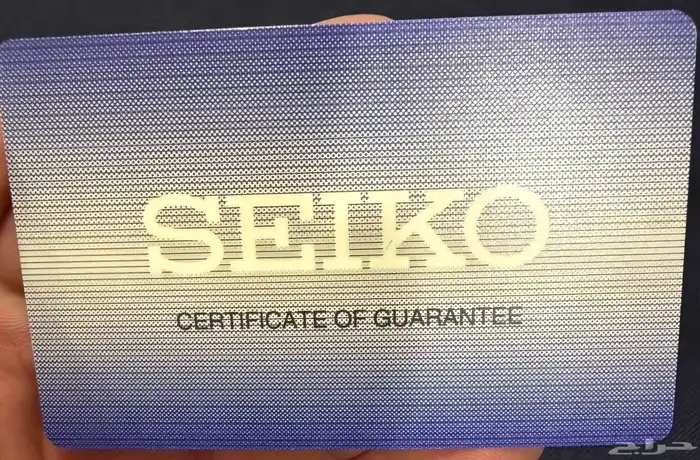 SEIKO
CERTIFICATE OF GUARANTEE
حراج